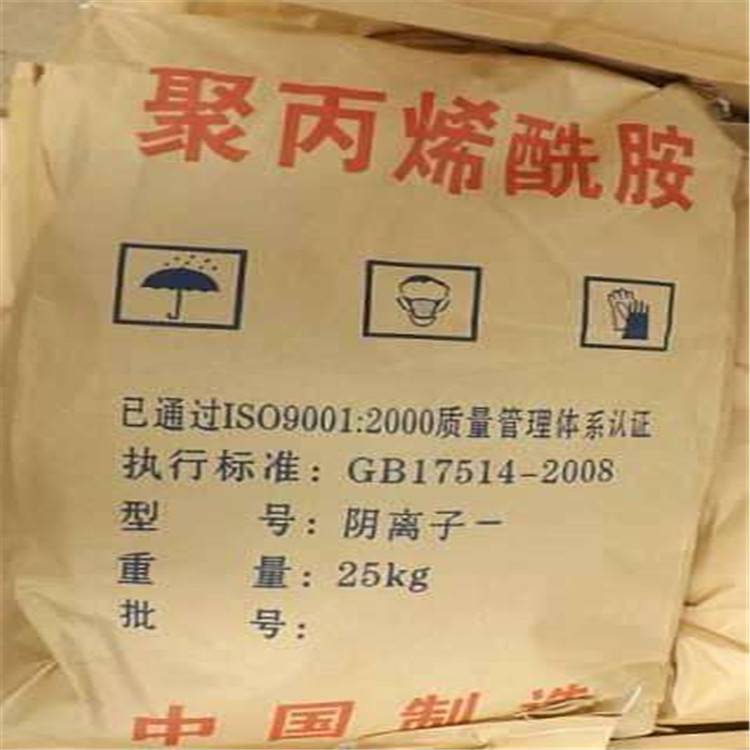 聚丙烯酰胺
已通过ISO9001:2000质量管理体系认证
执行标准：GB17514-2008
型 号：阴离子－
重 量：25kg
批 号：
中国制造